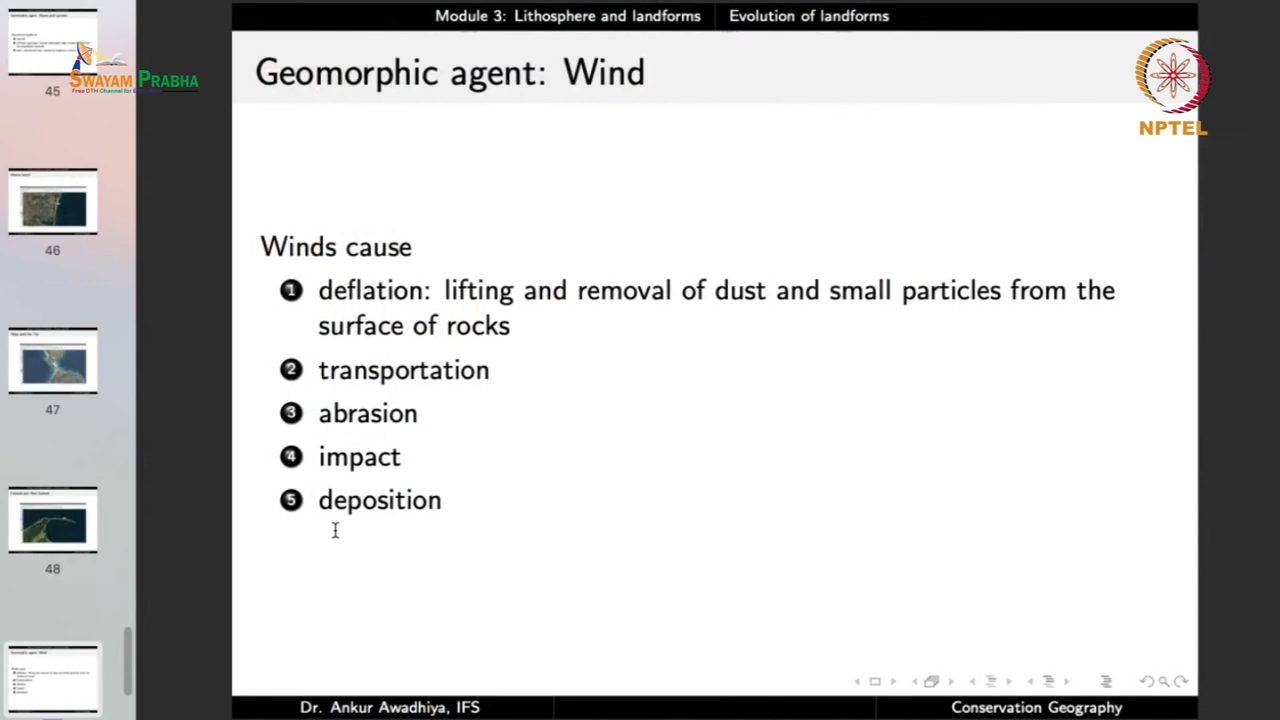 Module 3: Lithosphere and landforms Evolution of landforms
Geomorphic agent: Wind
SWAYAM PRABHA
NPTEL
45
46
47
48
Winds cause
1 deflation: lifting and removal of dust and small particles from the
surface of rocks
2 transportation
3 abrasion
4 impact
5 deposition
Dr. Ankur Awadhiya, IFS Conservation Geography